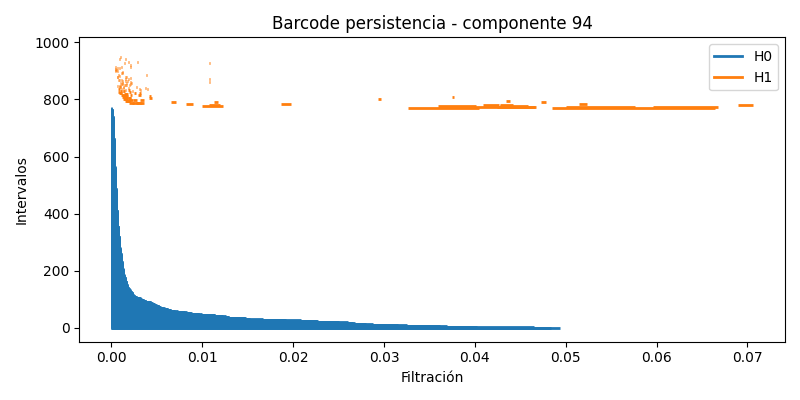 Barcode persistencia - componente 94
1000
800
600
400
200
0
Intervalos
H0
H1
0.00 0.01 0.02 0.03 0.04 0.05 0.06 0.07
Filtración